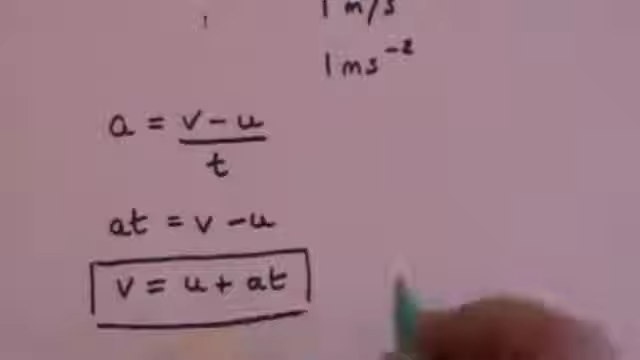 1 m/s
1 ms⁻²
a = v - u / t
at = v - u
v = u + at